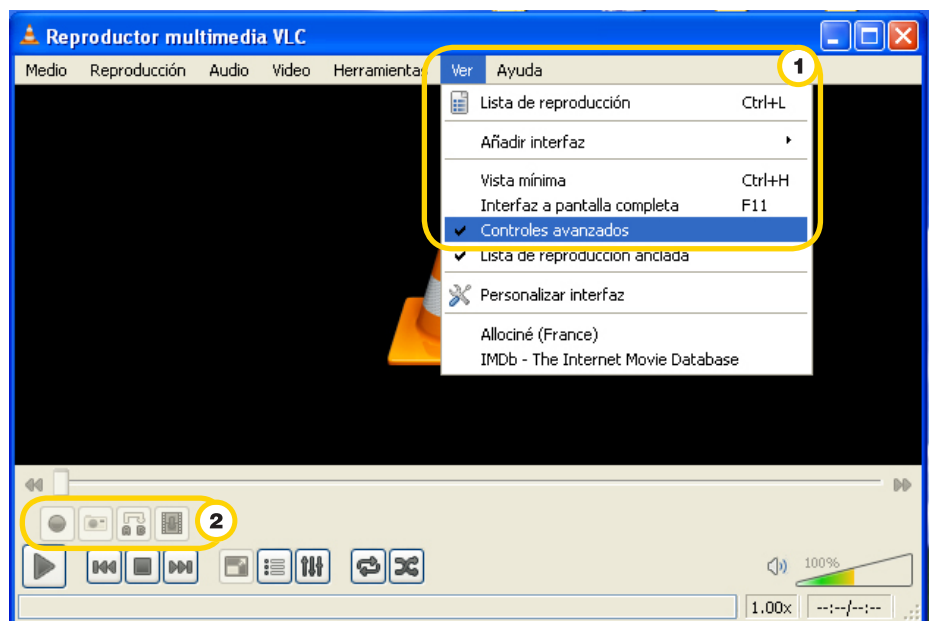 Reproductor multimedia VLC
Medio Reproducción Audio Video Herramientas Ver Ayuda
1
Lista de reproducción Ctrl+L
Añadir interfaz
Vista mínima Ctrl+H
Interfaz a pantalla completa F11
Controles avanzados
Lista de reproducción anclada
Personalizar interfaz
Allociné (France)
IMDb - The Internet Movie Database
A B
2
100%
1.00x --:--/--:--